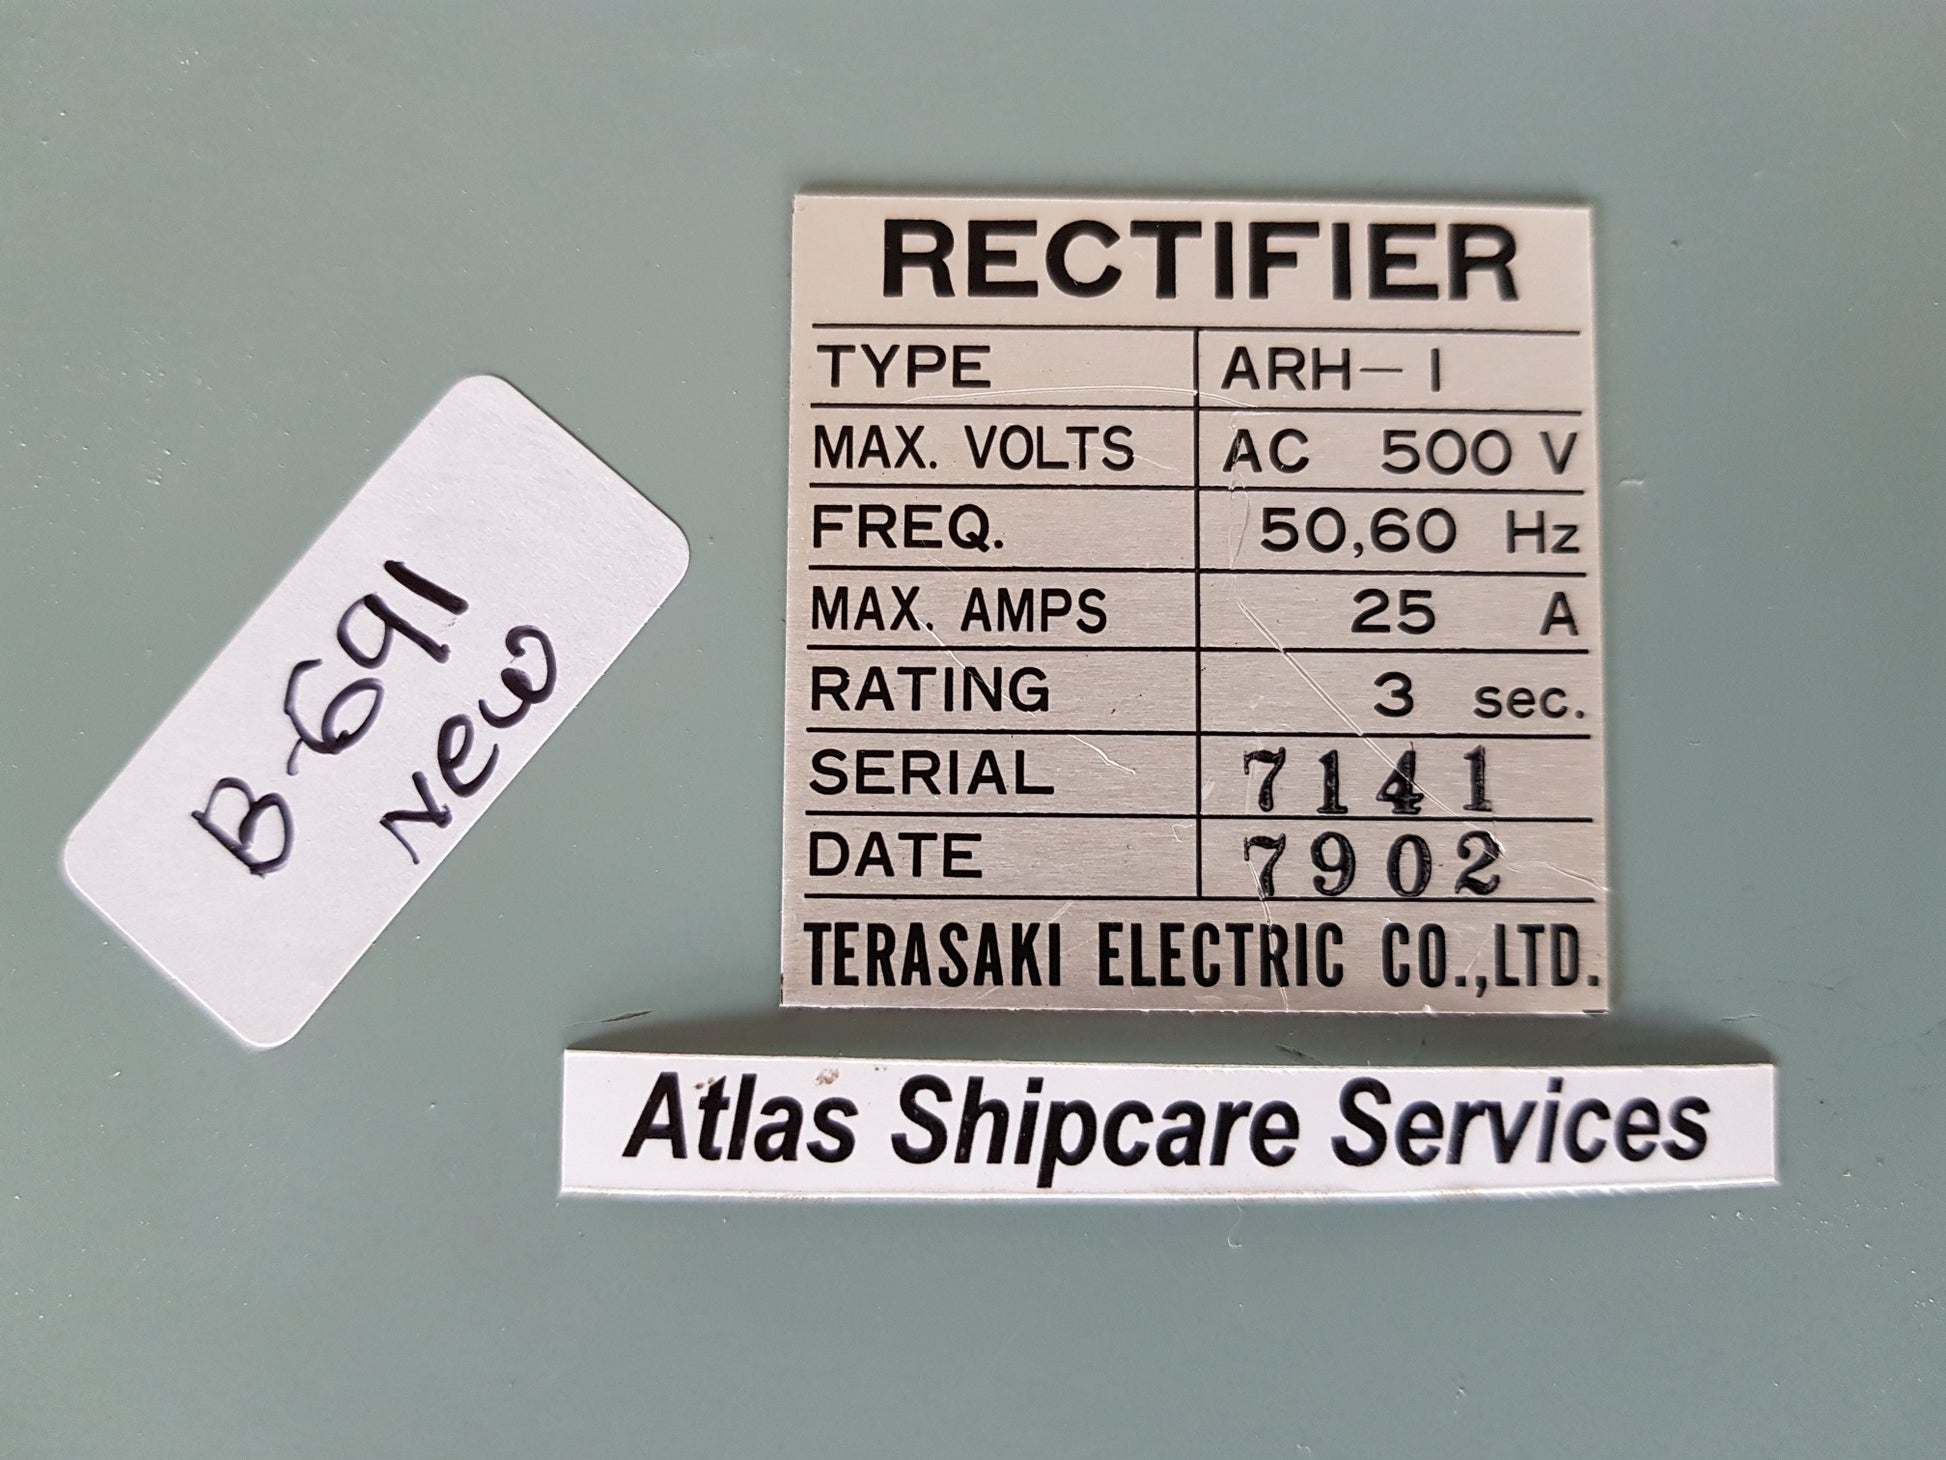 RECTIFIER
TYPE ARH-1
MAX. VOLTS AC 500 V
FREQ. 50,60 Hz
MAX. AMPS 25 A
RATING 3 sec.
SERIAL 7141
DATE 7902
TERASAKI ELECTRIC CO.,LTD.
Atlas Shipcare Services
B-691
New